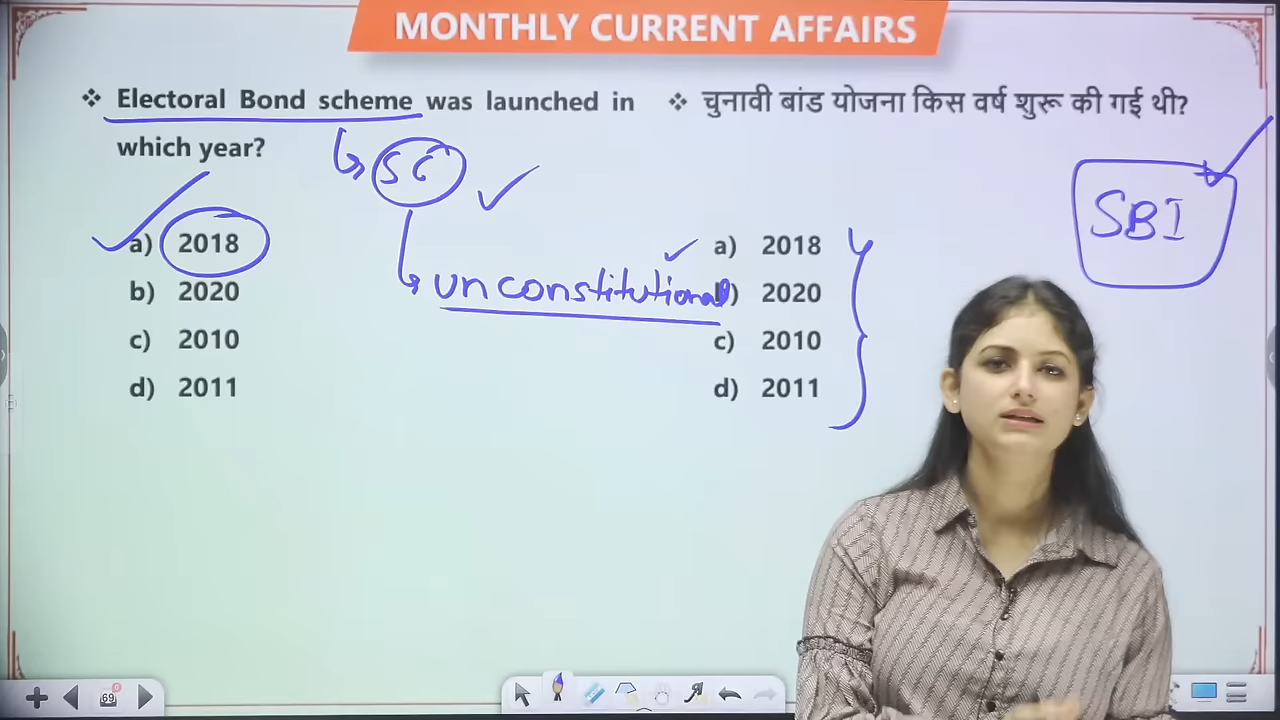 MONTHLY CURRENT AFFAIRS
❖ Electoral Bond scheme was launched in
which year?
SC
a) 2018
b) 2020
c) 2010
d) 2011
unconstitutional
❖ चुनावी बांड योजना किस वर्ष शुरू की गई थी?
SBI
a) 2018
) 2020
c) 2010
d) 2011
69